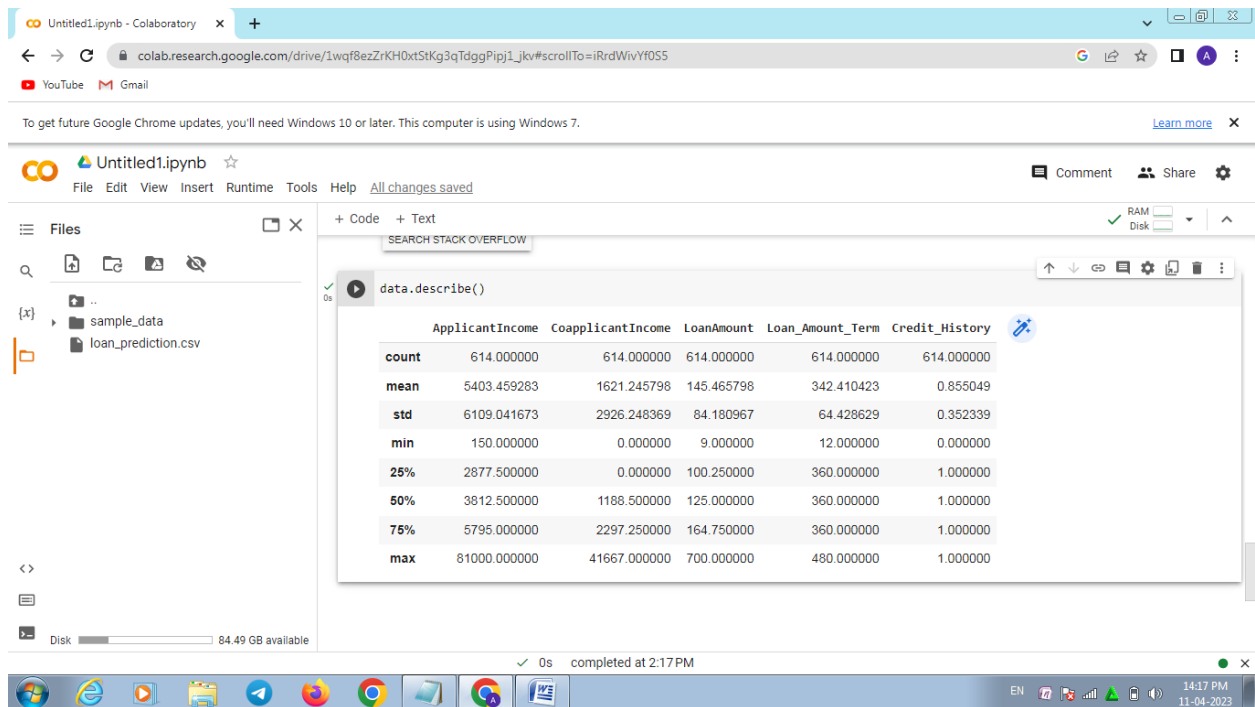 Untitled1.ipynb - Colaboratory
colab.research.google.com/drive/1wqf8ezZrKH0xtStKg3qTdggPipj1_jkv#scrollTo=iRrdWivYf0S5
YouTube Gmail
To get future Google Chrome updates, you'll need Windows 10 or later. This computer is using Windows 7. Learn more
Untitled1.ipynb
File Edit View Insert Runtime Tools Help All changes saved
Comment Share
Files
+ Code + Text
RAM
Disk
SEARCH STACK OVERFLOW
..
sample_data
loan_prediction.csv
{x}
0s
data.describe()
ApplicantIncome CoapplicantIncome LoanAmount Loan_Amount_Term Credit_History
count 614.000000 614.000000 614.000000 614.000000 614.000000
mean 5403.459283 1621.245798 145.465798 342.410423 0.855049
std 6109.041673 2926.248369 84.180967 64.428629 0.352339
min 150.000000 0.000000 9.000000 12.000000 0.000000
25% 2877.500000 0.000000 100.250000 360.000000 1.000000
50% 3812.500000 1188.500000 125.000000 360.000000 1.000000
75% 5795.000000 2297.250000 164.750000 360.000000 1.000000
max 81000.000000 41667.000000 700.000000 480.000000 1.000000
Disk 84.49 GB available
0s completed at 2:17 PM
EN
14:17 PM
11-04-2023